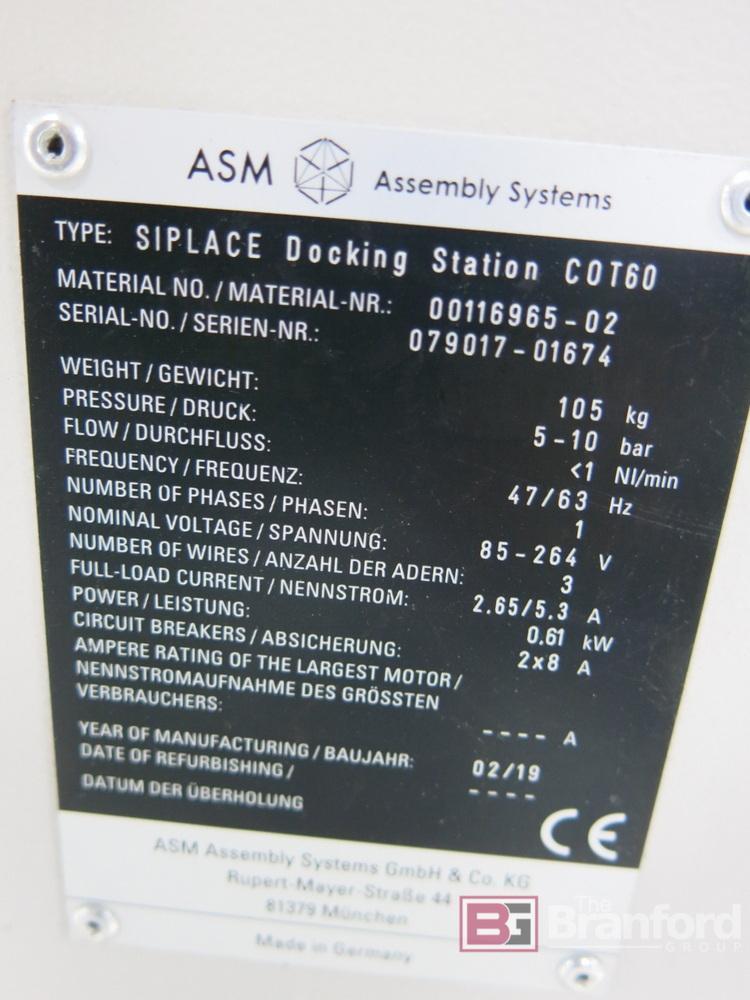 ASM Assembly Systems
TYPE: SIPLACE Docking Station COT60
MATERIAL NO. / MATERIAL-NR.: 00116965-02
SERIAL-NO. / SERIEN-NR.: 079017-01674
WEIGHT / GEWICHT: 105 kg
PRESSURE / DRUCK: 5-10 bar
FLOW / DURCHFLUSS: <1 Nl/min
FREQUENCY / FREQUENZ: 47/63 Hz
NUMBER OF PHASES / PHASEN: 1
NOMINAL VOLTAGE / SPANNUNG: 85-264 V
NUMBER OF WIRES / ANZAHL DER ADERN: 3
FULL-LOAD CURRENT / NENNSTROM: 2.65/5.3 A
POWER / LEISTUNG: 0.61 kW
CIRCUIT BREAKERS / ABSICHERUNG: 2x8 A
AMPERE RATING OF THE LARGEST MOTOR /
NENNSTROMAUFNAHME DES GRÖSSTEN
VERBRAUCHERS: ---- A
YEAR OF MANUFACTURING / BAUJAHR: 02/19
DATE OF REFURBISHING / ----
DATUM DER ÜBERHOLUNG
CE
ASM Assembly Systems GmbH & Co. KG
Rupert-Mayer-Straße 44
81379 München
Made in Germany
BG The Branford GROUP